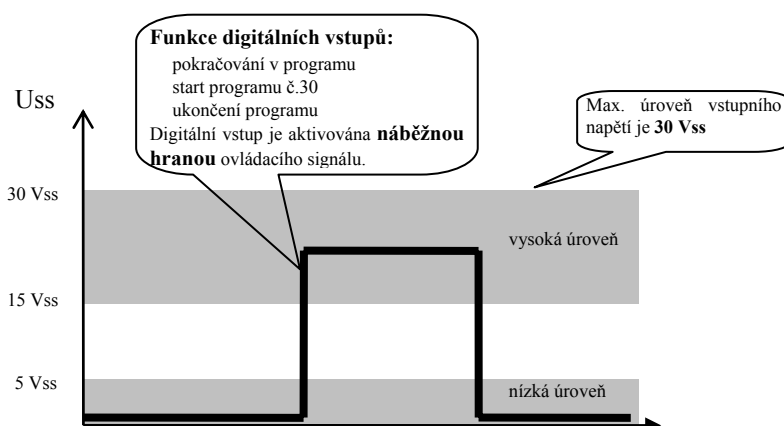 Funkce digitálních vstupů:
pokračování v programu
start programu č.30
ukončení programu
Digitální vstup je aktivována náběžnou
hranou ovládacího signálu.
Max. úroveň vstupního
napětí je 30 Vss
Uss
30 Vss
vysoká úroveň
15 Vss
5 Vss
nízká úroveň